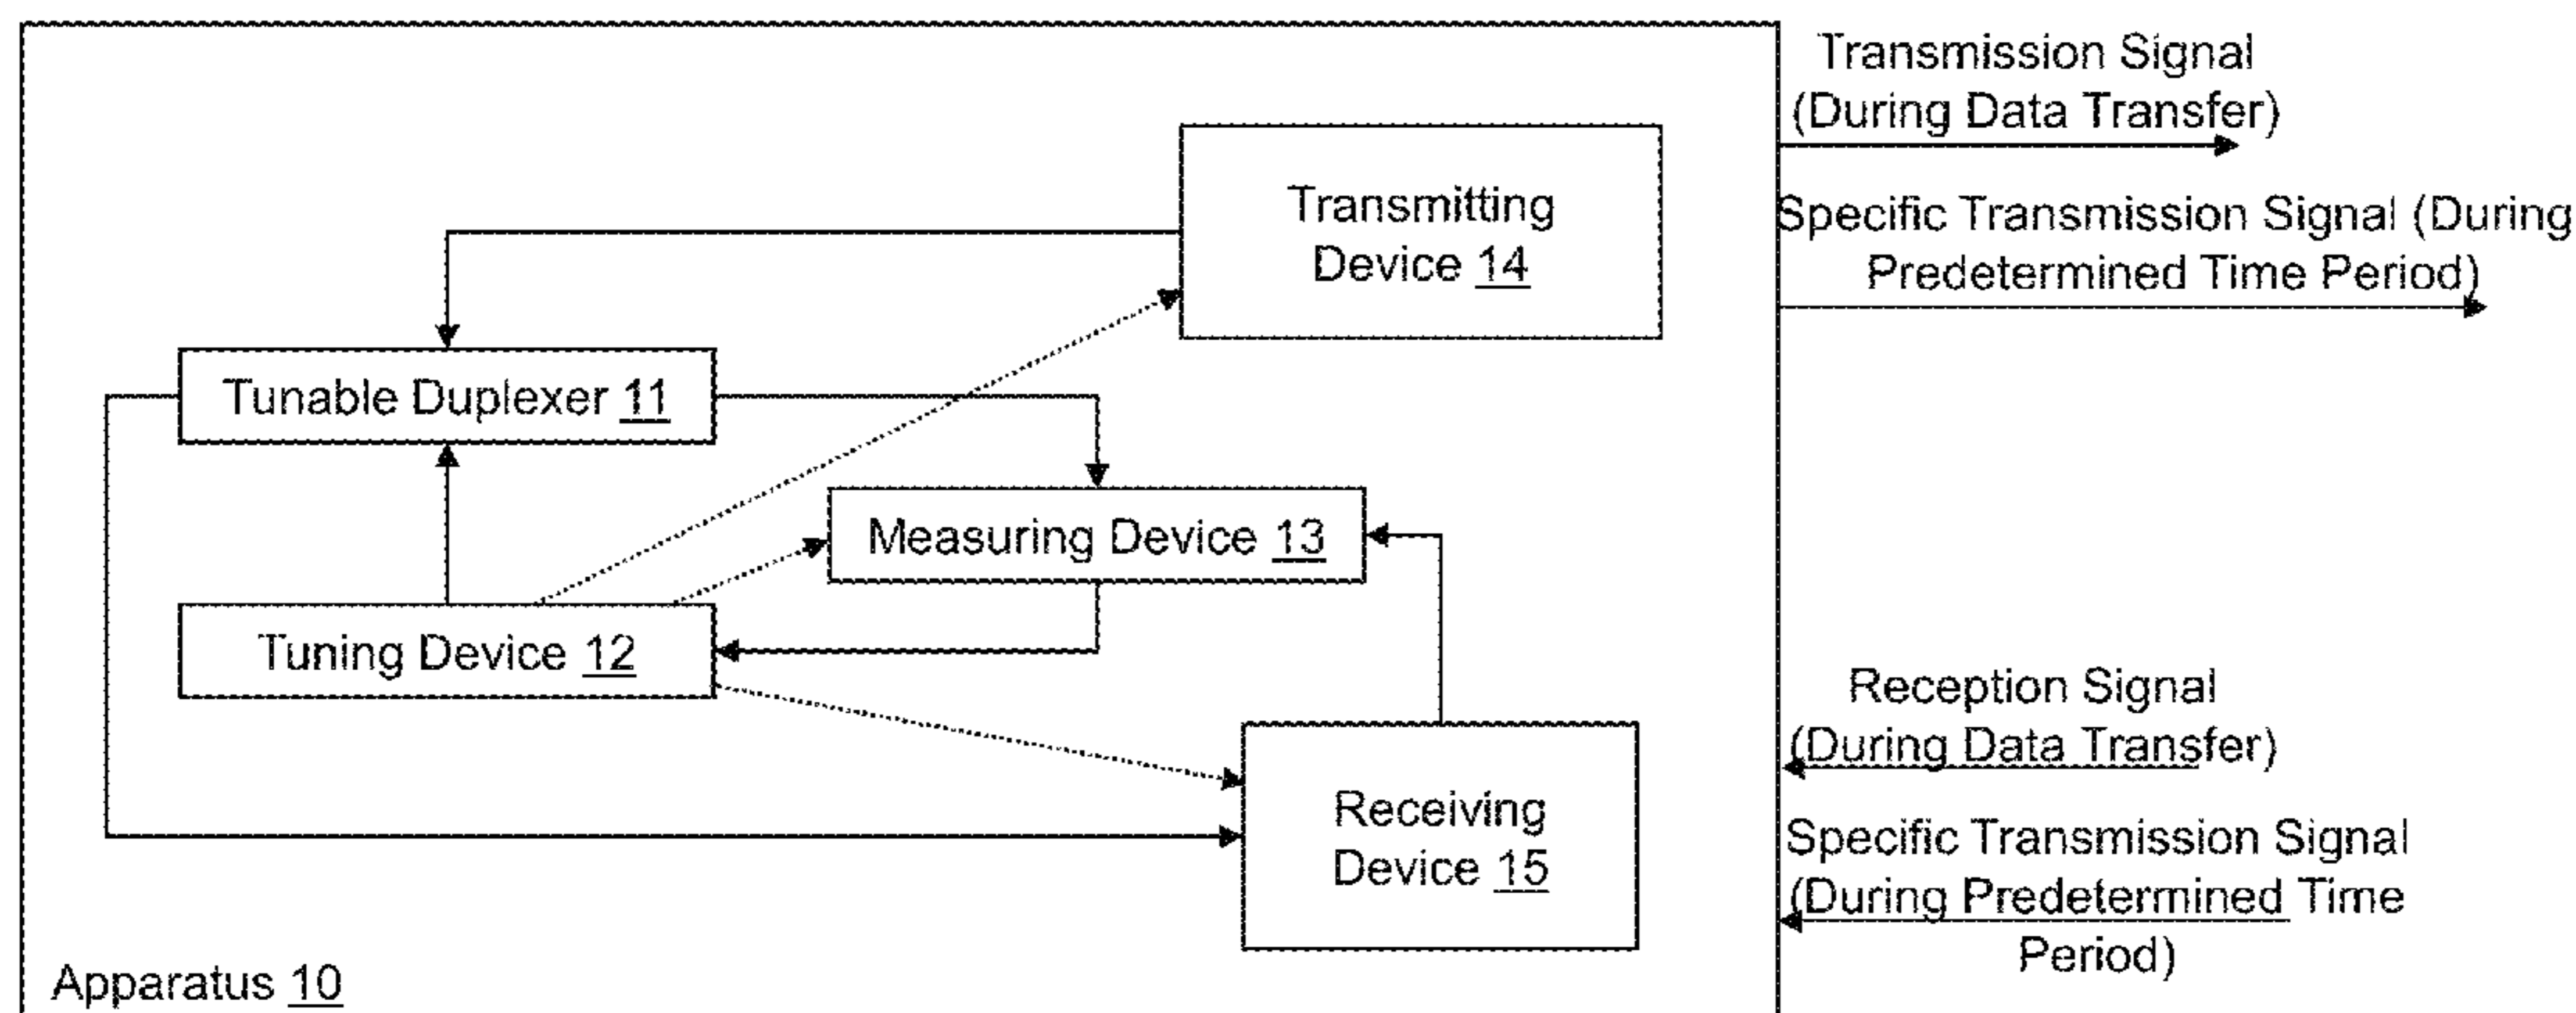 Transmission Signal
(During Data Transfer)
Transmitting
Device 14
Specific Transmission Signal (During
Predetermined Time Period)
Tunable Duplexer 11
Measuring Device 13
Tuning Device 12
Reception Signal
(During Data Transfer)
Receiving
Device 15
Specific Transmission Signal
(During Predetermined Time
Period)
Apparatus 10